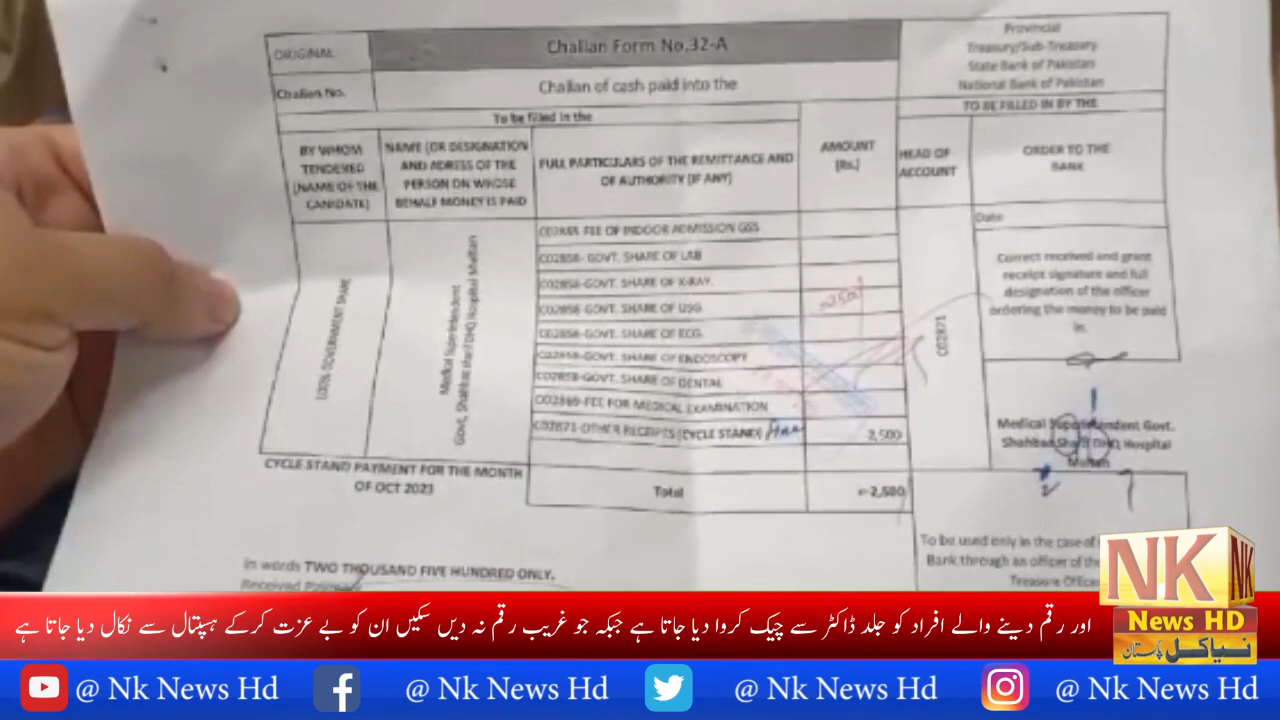 ORIGINAL
Challan Form No,32-A
Provincial
Treasury/Sub-Treasury
State Bank of Pakistan
National Bank of Pakistan
Challen No.
Challan of cash paid into the
To be filled in the
TO BE FILLED IN BY THE
BY WHOM
TENDERED
(NAME OF THE
CANDIDATE)
NAME (OR DESIGNATION
AND ADRESS OF THE
PERSON ON WHOSE
BEHALF MONEY IS PAID
FULL PARTICULARS OF THE REMITTANCE AND
OF AUTHORITY (IF ANY)
AMOUNT
(Rs.)
HEAD OF
ACCOUNT
ORDER TO THE
BANK
100% GOVERNMENT SHARE
Medical Superintendent
Govt. Shahbaz sharif DHQ Hospital Multan
FEE OF INDOOR ADMISSION
C02858- GOVT. SHARE OF LAB
C02858-GOVT. SHARE OF X-RAY.
C02858-GOVT. SHARE OF USG
C02858-GOVT. SHARE OF ECG
C02858-GOVT. SHARE OF ENDOSCOPY
C02858-GOVT. SHARE OF DENTAL
C02869-FEE FOR MEDICAL EXAMINATION
C02871-OTHER RECEIPTS (CYCLE STAND)
2,500
2500
C02871
Date
Correct received and grant
receipt signature and full
designation of the officer
ordering the money to be paid
in.
Medical Superintendent Govt.
Shahbaz Sharif DHQ Hospital
Multan
CYCLE STAND PAYMENT FOR THE MONTH
OF OCT 2023
Total
=-2,500
To be used only in the case of
Bank through an officer of the
Treasure
In words TWO THOUSAND FIVE HUNDRED ONLY.
Received
NK
NK
News HD
نیا کل پاکستان
اور رقم دینے والے افراد کو جلد ڈاکٹر سے چیک کروا دیا جاتا ہے جبکہ جو غریب رقم نہ دیں سکیں ان کو بے عزت کرکے ہسپتال سے نکال دیا جاتا ہے
@ Nk News Hd
@ Nk News Hd
@ Nk News Hd
@ Nk News Hd